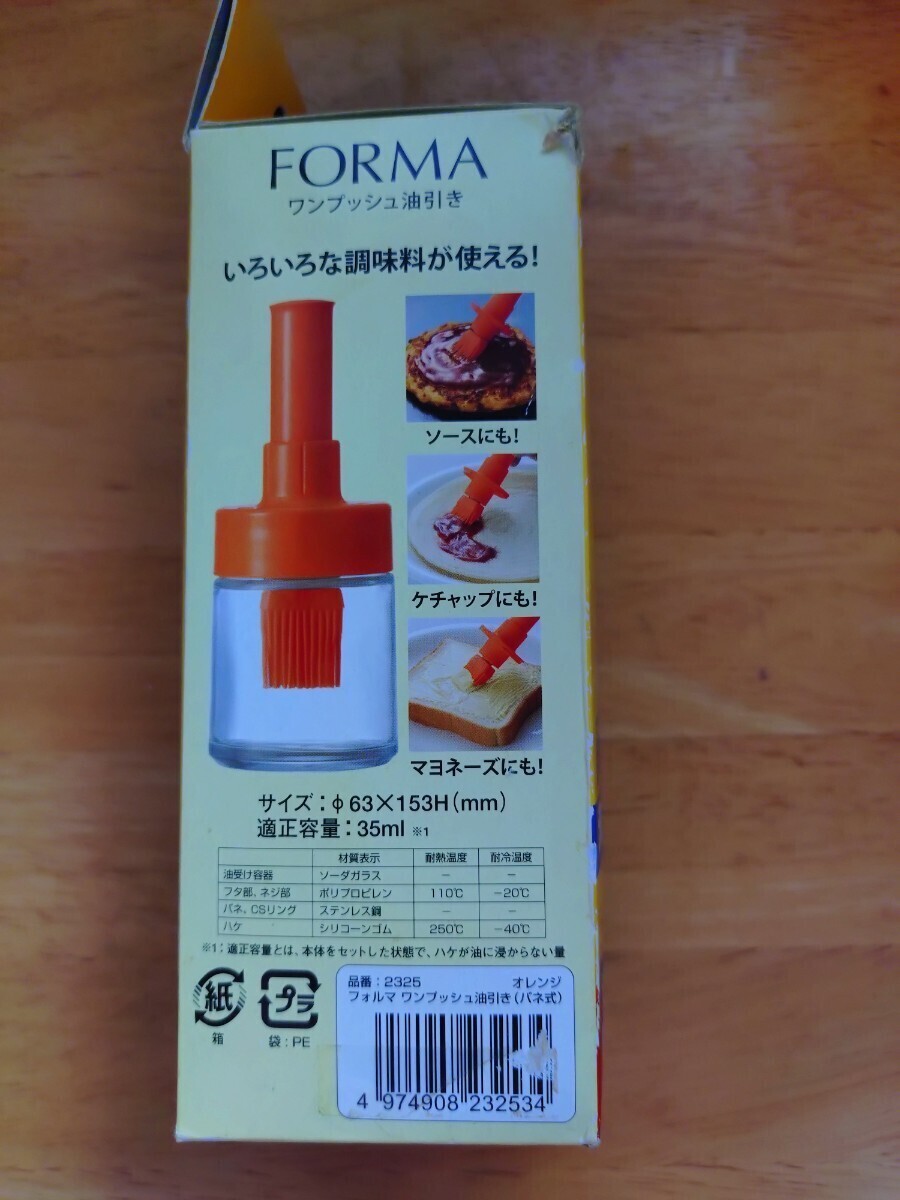 FORMA
ワンプッシュ油引き
いろいろな調味料が使える!
ソースにも!
ケチャップにも!
マヨネーズにも!
サイズ:φ63×153H(mm)
適正容量:35ml ※1
材質表示 耐熱温度 耐冷温度
油受け容器 ソーダガラス − −
フタ部、ネジ部 ポリプロピレン 110℃ −20℃
バネ、CSリング ステンレス鋼 − −
ハケ シリコーンゴム 250℃ −40℃
※1:適正容量とは、本体をセットした状態で、ハケが油に浸からない量
紙
箱
プラ
袋:PE
品番:2325 オレンジ
フォルマ ワンプッシュ油引き(バネ式)
4 974908 232534